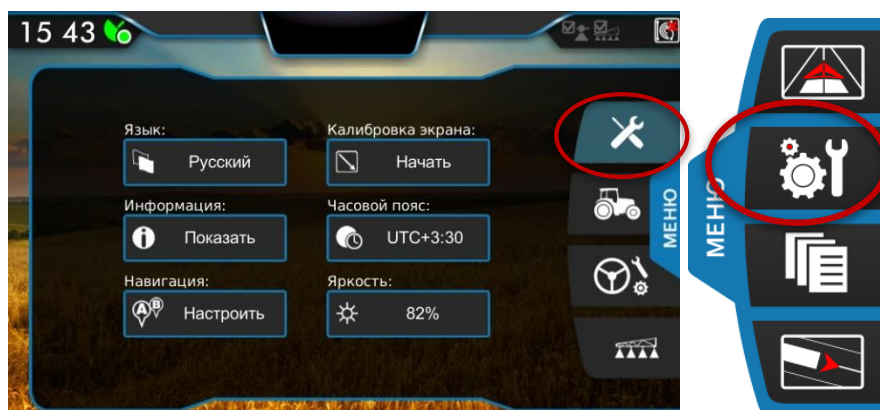 15 43
Язык:
Русский
Калибровка экрана:
Начать
Информация:
Показать
Часовой пояс:
UTC+3:30
Навигация:
A B
Настроить
Яркость:
82%
МЕНЮ
МЕНЮ